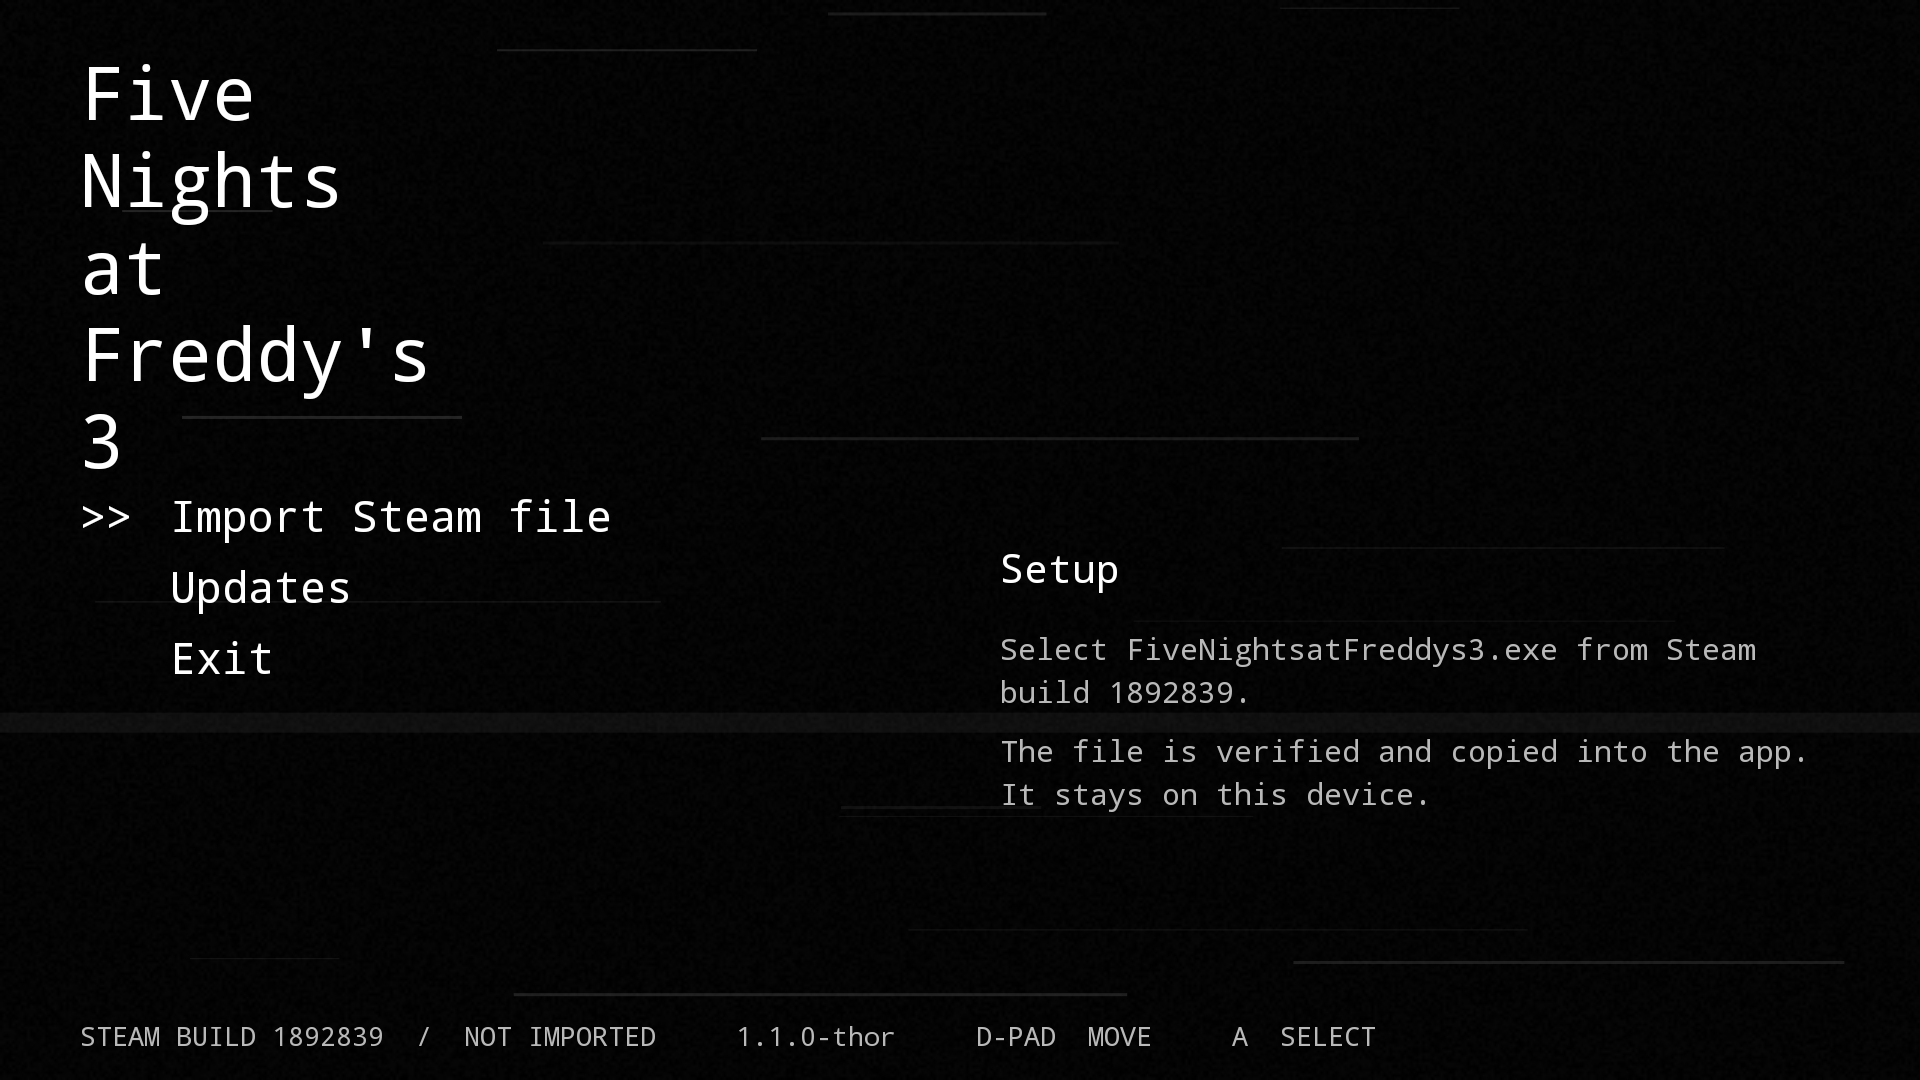 Five
Nights
at
Freddy's
3
>> Import Steam file
Updates
Exit
Setup
Select FiveNightsatFreddys3.exe from Steam
build 1892839.
The file is verified and copied into the app.
It stays on this device.
STEAM BUILD 1892839 / NOT IMPORTED 1.1.0-thor D-PAD MOVE A SELECT